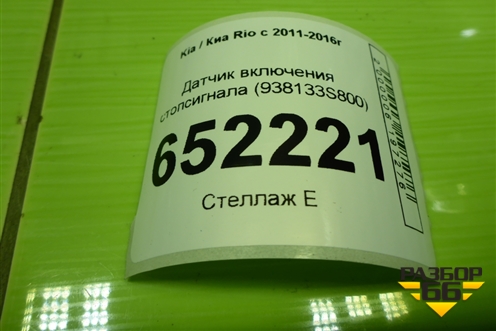 Kia / Киа Rio с 2011-2016г
Датчик включения
стопсигнала (938133S800)
652221
Стеллаж Е
РАЗБОР
66